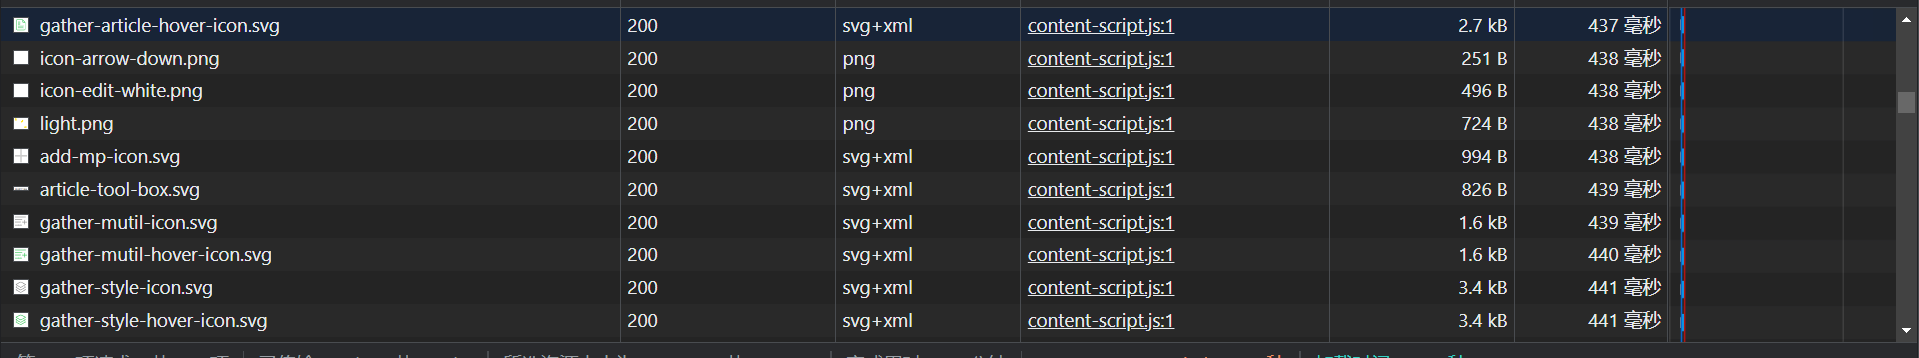 gather-article-hover-icon.svg 200 svg+xml content-script.js:1 2.7 kB 437 毫秒
icon-arrow-down.png 200 png content-script.js:1 251 B 438 毫秒
icon-edit-white.png 200 png content-script.js:1 496 B 438 毫秒
light.png 200 png content-script.js:1 724 B 438 毫秒
add-mp-icon.svg 200 svg+xml content-script.js:1 994 B 438 毫秒
article-tool-box.svg 200 svg+xml content-script.js:1 826 B 439 毫秒
gather-mutil-icon.svg 200 svg+xml content-script.js:1 1.6 kB 439 毫秒
gather-mutil-hover-icon.svg 200 svg+xml content-script.js:1 1.6 kB 440 毫秒
gather-style-icon.svg 200 svg+xml content-script.js:1 3.4 kB 441 毫秒
gather-style-hover-icon.svg 200 svg+xml content-script.js:1 3.4 kB 441 毫秒